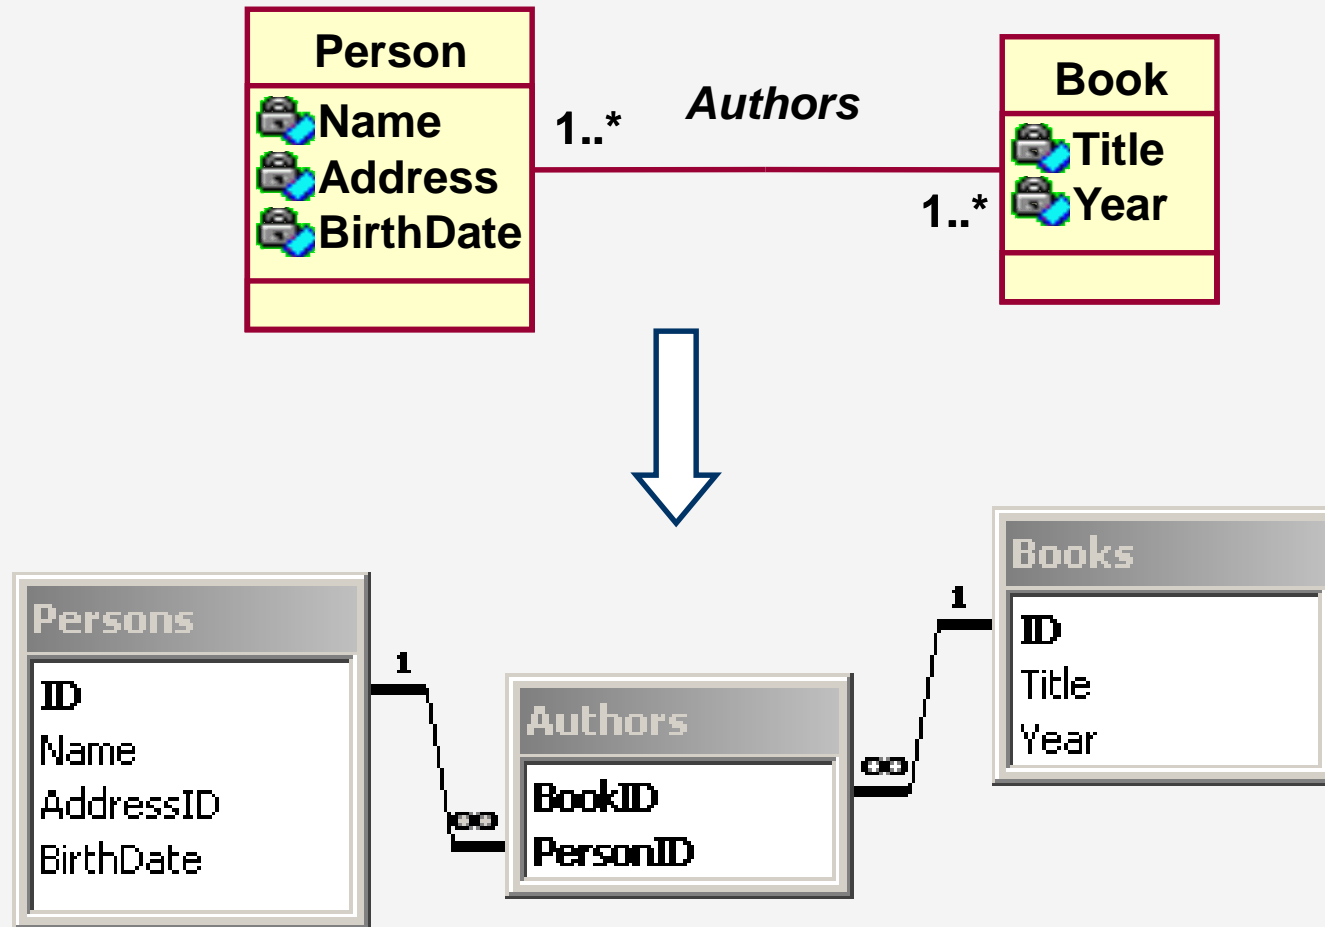 Person
Name
Address
BirthDate
1..*
Authors
1..*
Book
Title
Year
Persons
ID
Name
AddressID
BirthDate
1
∞
Authors
BookID
PersonID
∞
1
Books
ID
Title
Year